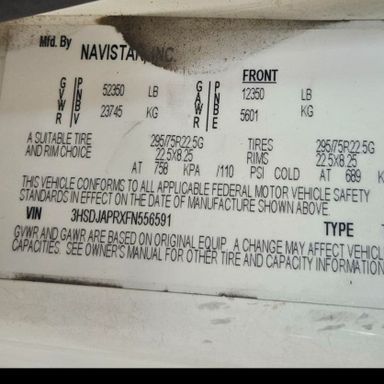 Mfd. By NAVISTAR, INC
FRONT
G P 52350 LB G P 12350 LB
V N A N
W B 23745 KG W B 5601 KG
R V R E
A SUITABLE TIRE 295/75R22.5G TIRES 295/75R22.5G
AND RIM CHOICE 22.5X8.25 RIMS 22.5X8.25
AT 758 KPA /110 PSI COLD AT 689 K
THIS VEHICLE CONFORMS TO ALL APPLICABLE FEDERAL MOTOR VEHICLE SAFETY
STANDARDS IN EFFECT ON THE DATE OF MANUFACTURE SHOWN ABOVE.
VIN 3HSDJAPRXFN556591 TYPE T
GVWR AND GAWR ARE BASED ON ORIGINAL EQUIP. A CHANGE MAY AFFECT VEHICL
CAPACITIES. SEE OWNER'S MANUAL FOR OTHER TIRE AND CAPACITY INFORMATION